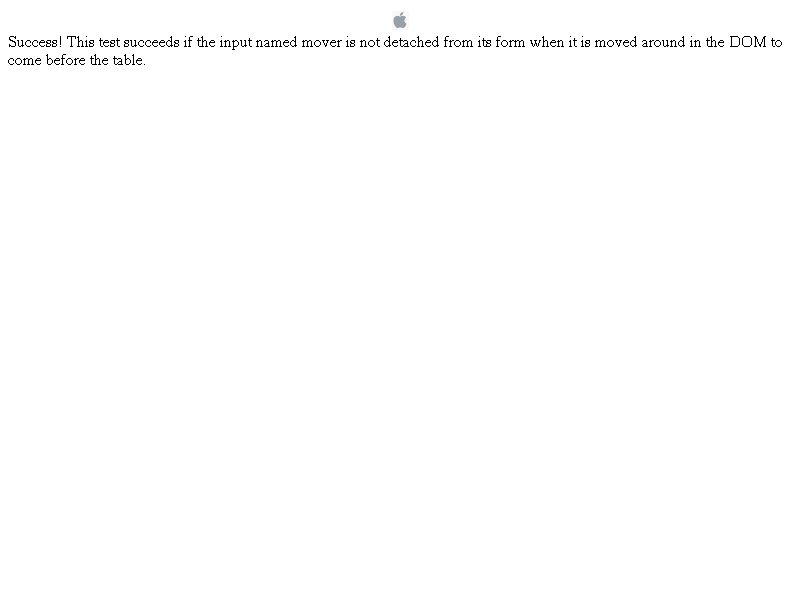 Success! This test succeeds if the input named mover is not detached from its form when it is moved around in the DOM to
come before the table.